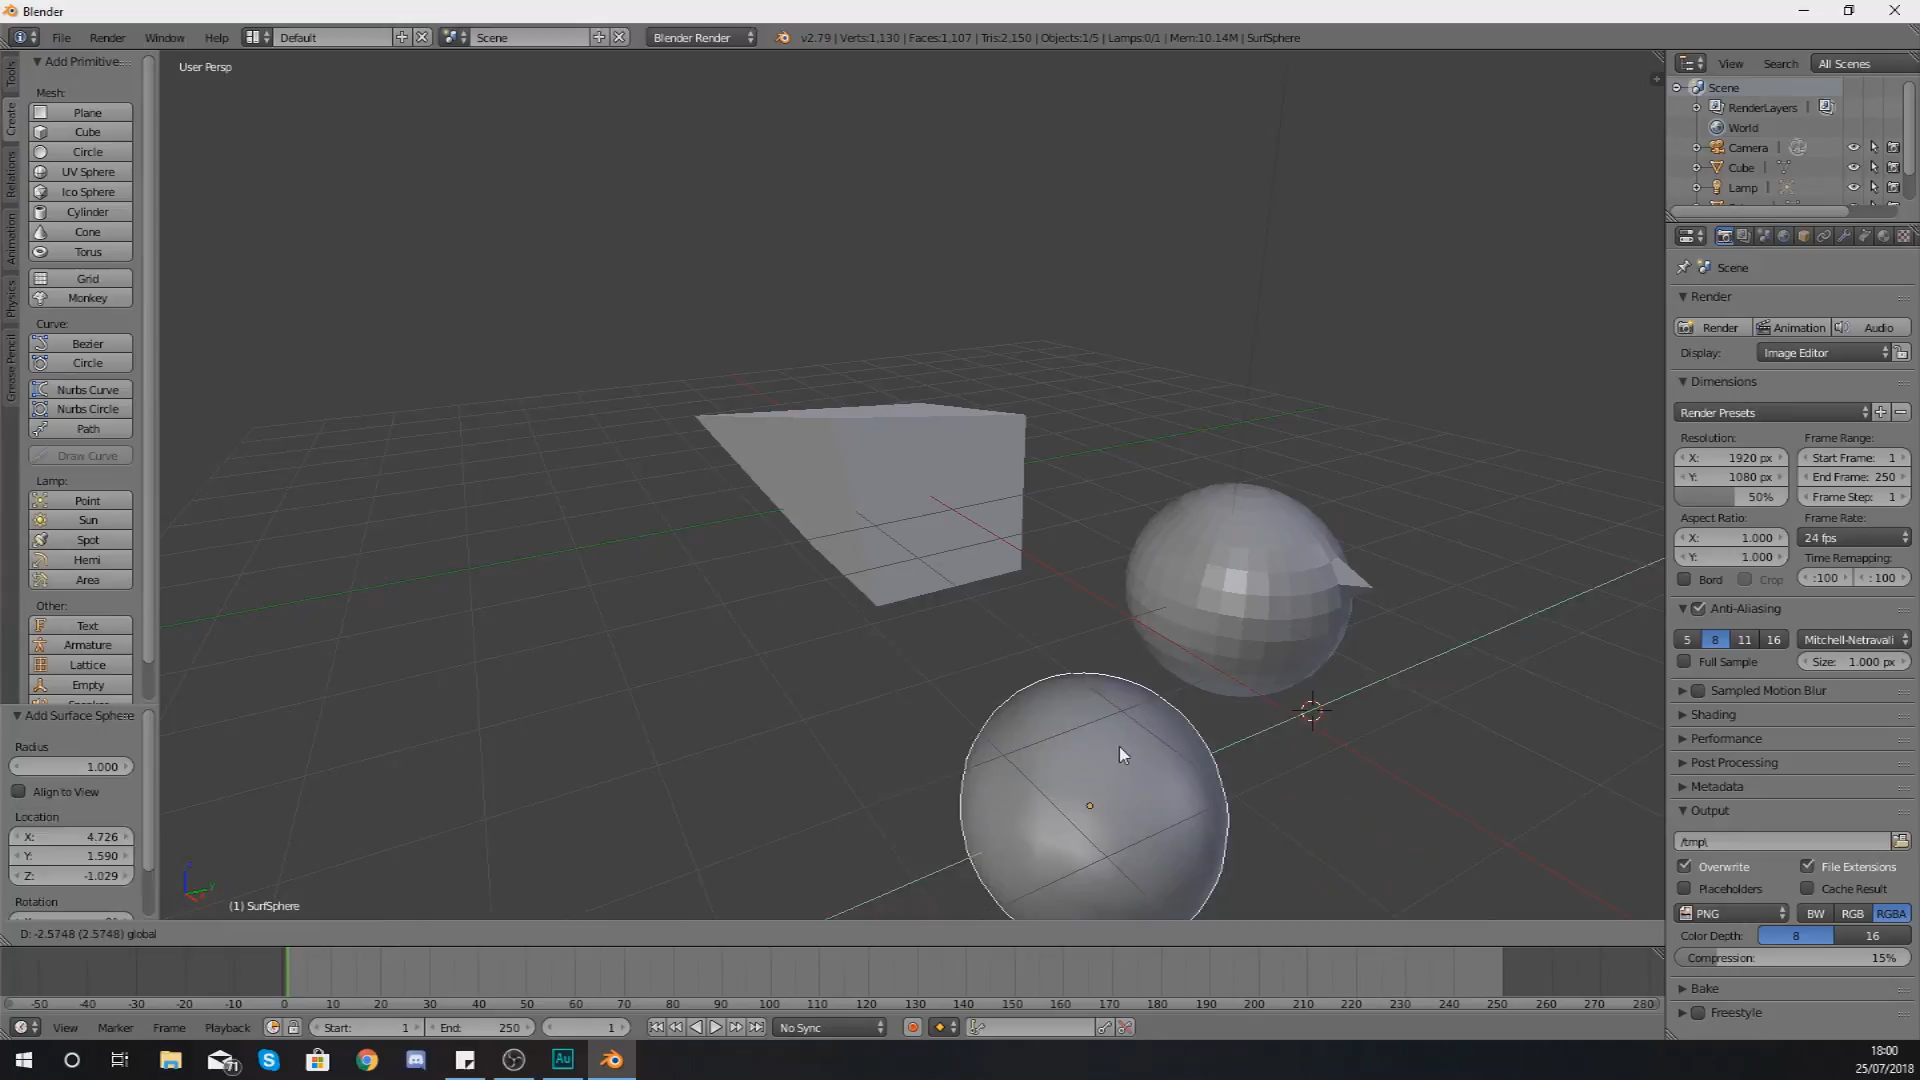 Blender
File Render Window Help Default Scene Blender Render v2.79 | Verts:1,130 | Faces:1,107 | Tris:2,150 | Objects:1/5 | Lamps:0/1 | Mem:10.14M | SurfSphere
Tools
Create
Relations
Animation
Physics
Grease Pencil
Add Primitive
Mesh:
Plane
Cube
Circle
UV Sphere
Ico Sphere
Cylinder
Cone
Torus
Grid
Monkey
Curve:
Bezier
Circle
Nurbs Curve
Nurbs Circle
Path
Draw Curve
Lamp:
Point
Sun
Spot
Hemi
Area
Other:
Text
Armature
Lattice
Empty
Add Surface Sphere
Radius
1.000
Align to View
Location
X: 4.726
Y: 1.590
Z: -1.029
Rotation
User Persp
(1) SurfSphere
D: -2.5748 (2.5748) global
View Search All Scenes
Scene
RenderLayers
World
Camera
Cube
Lamp
Scene
Render
Render Animation Audio
Display: Image Editor
Dimensions
Render Presets
Resolution: Frame Range:
X: 1920 px Start Frame: 1
Y: 1080 px End Frame: 250
50% Frame Step: 1
Aspect Ratio: Frame Rate:
X: 1.000 24 fps
Y: 1.000 Time Remapping:
Bord Crop :100 :100
Anti-Aliasing
5 8 11 16 Mitchell-Netravali
Full Sample Size: 1.000 px
Sampled Motion Blur
Shading
Performance
Post Processing
Metadata
Output
/tmp\
Overwrite File Extensions
Placeholders Cache Result
PNG BW RGB RGBA
Color Depth: 8 16
Compression: 15%
Bake
Freestyle
-50 -40 -30 -20 -10 0 10 20 30 40 50 60 70 80 90 100 110 120 130 140 150 160 170 180 190 200 210 220 230 240 250 260 270 280
View Marker Frame Playback Start: 1 End: 250 1 No Sync
71 Au
18:00
25/07/2018